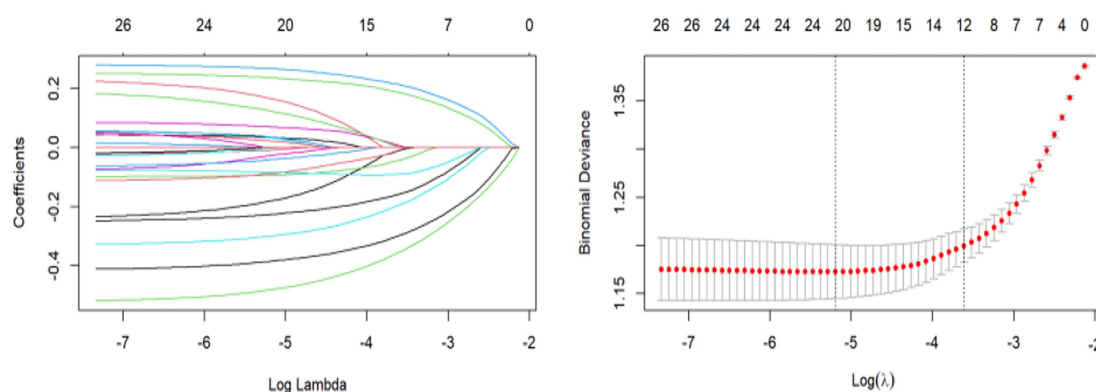 26 24 20 15 7 0
Coefficients
0.2
0.0
-0.2
-0.4
-7 -6 -5 -4 -3 -2
Log Lambda
26 26 24 24 24 20 19 15 14 12 8 7 7 4 0
Binomial Deviance
1.35
1.25
1.15
-7 -6 -5 -4 -3 -2
Log(λ)